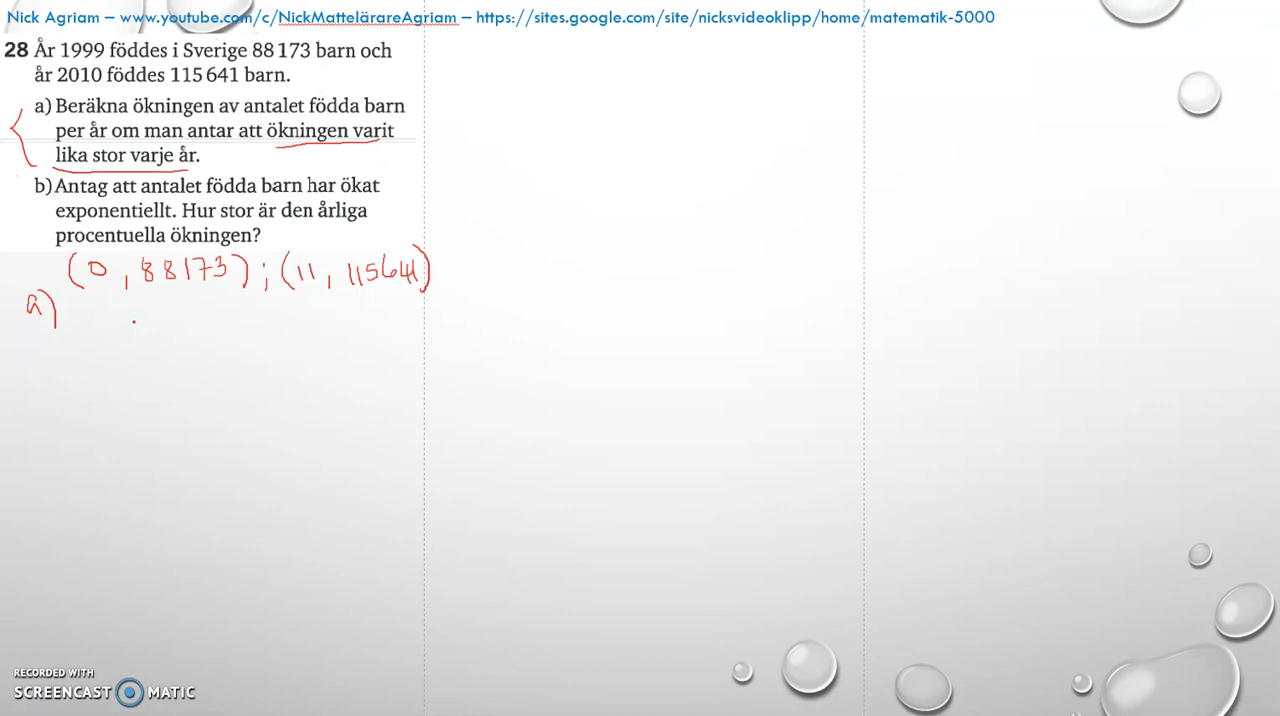 Nick Agriam – www.youtube.com/c/NickMattelärareAgriam – https://sites.google.com/site/nicksvideoklipp/home/matematik-5000
28 År 1999 föddes i Sverige 88 173 barn och
år 2010 föddes 115 641 barn.
a) Beräkna ökningen av antalet födda barn
per år om man antar att ökningen varit
lika stor varje år.
b) Antag att antalet födda barn har ökat
exponentiellt. Hur stor är den årliga
procentuella ökningen?
(0, 88173); (11, 115641)
a)
RECORDED WITH
SCREENCAST MATIC